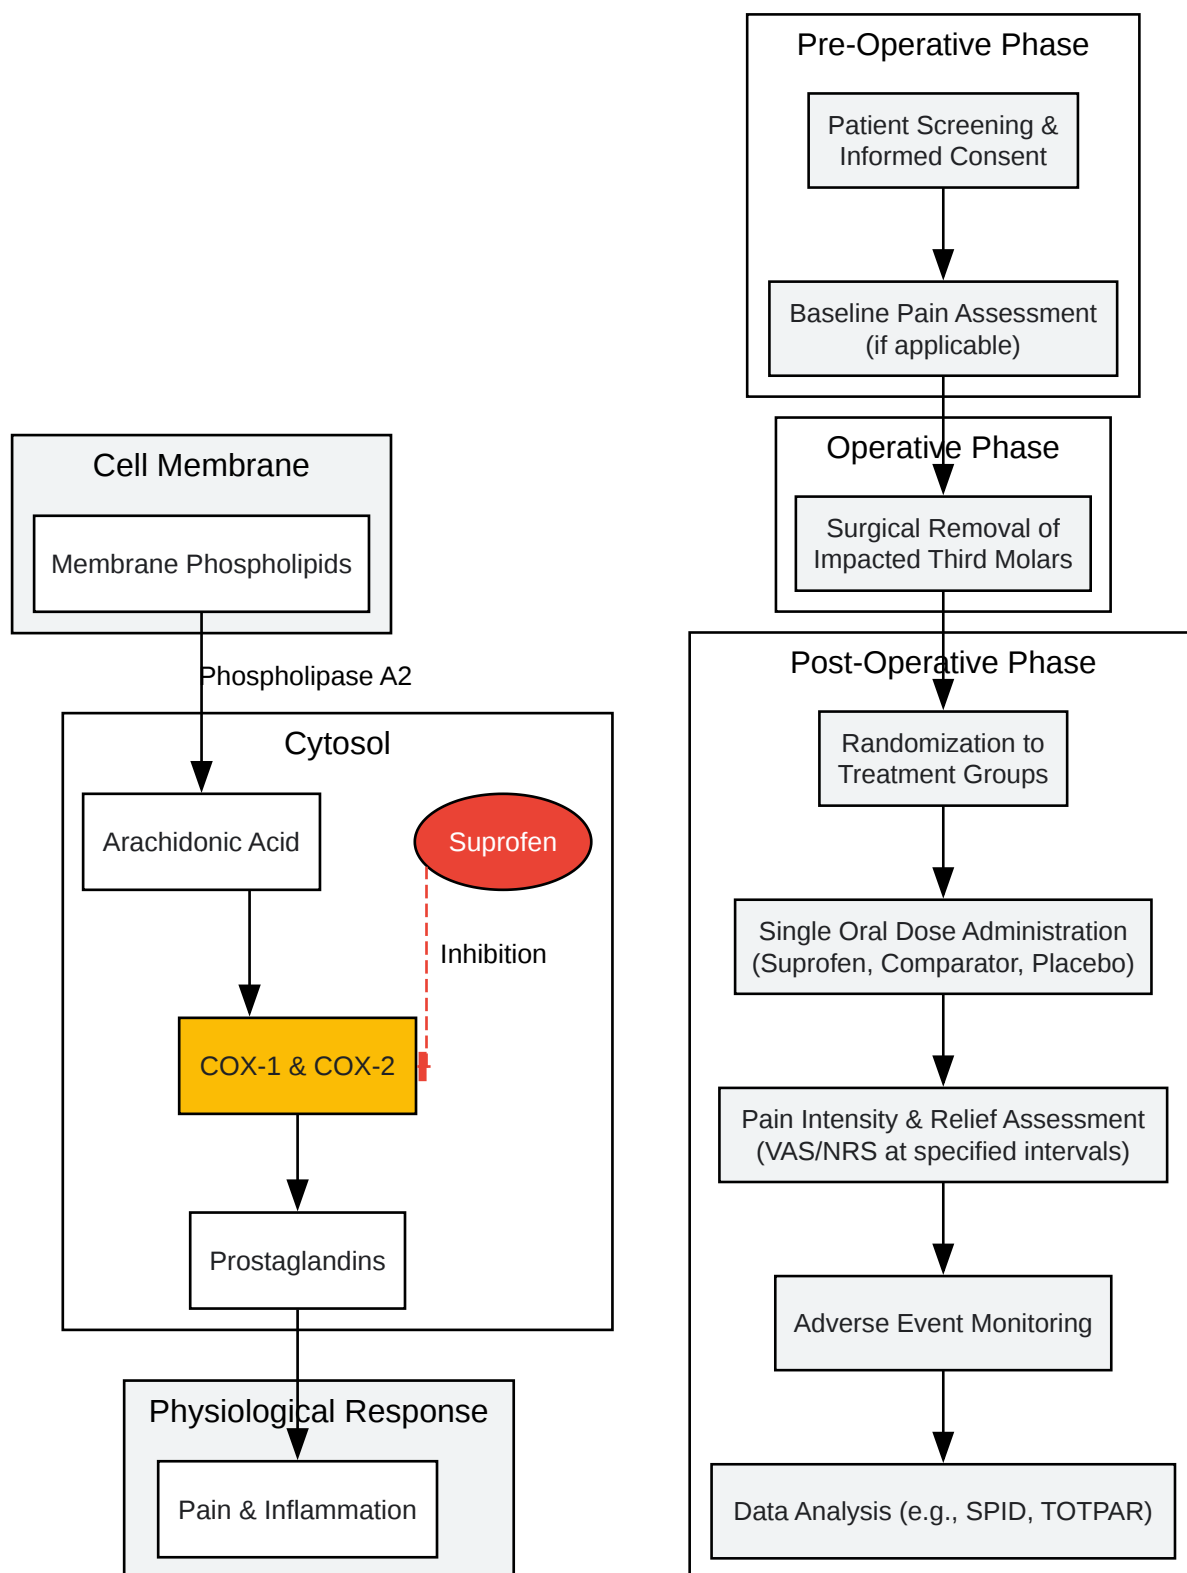 Cell Membrane
Membrane Phospholipids
Phospholipase A2
Cytosol
Arachidonic Acid
Suprofen
Inhibition
COX-1 & COX-2
Prostaglandins
Physiological Response
Pain & Inflammation
Pre-Operative Phase
Patient Screening &
Informed Consent
Baseline Pain Assessment
(if applicable)
Operative Phase
Surgical Removal of
Impacted Third Molars
Post-Operative Phase
Randomization to
Treatment Groups
Single Oral Dose Administration
(Suprofen, Comparator, Placebo)
Pain Intensity & Relief Assessment
(VAS/NRS at specified intervals)
Adverse Event Monitoring
Data Analysis (e.g., SPID, TOTPAR)